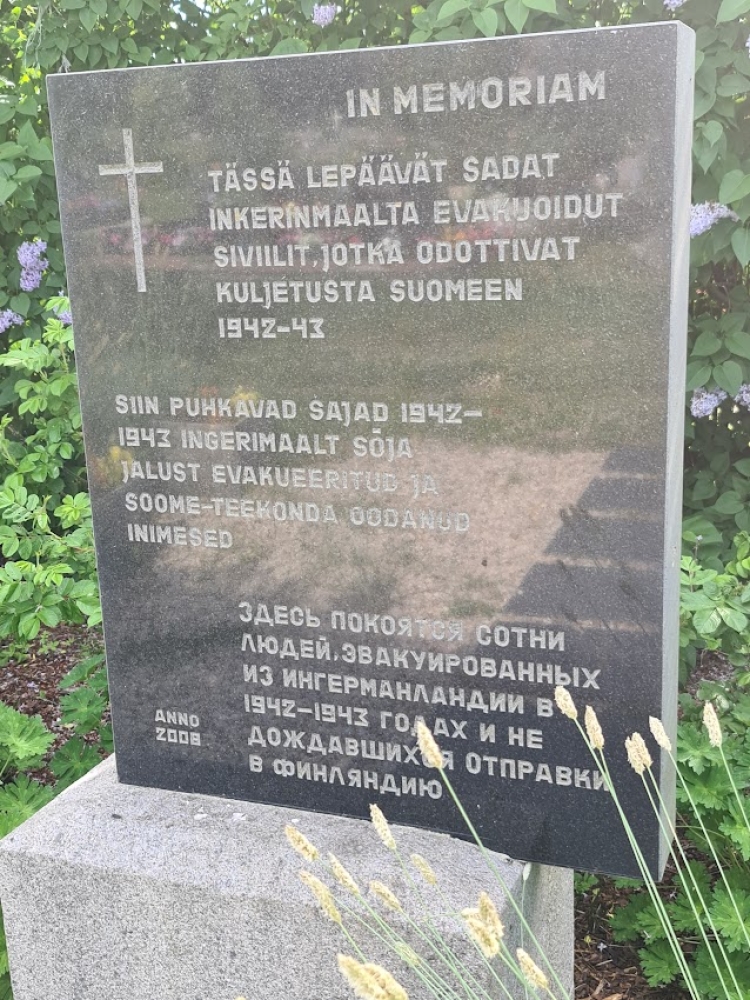 IN MEMORIAM
TÄSSÄ LEPÄÄVÄT SADAT
INKERINMAALTA EVAKUOIDUT
SIVIILIT, JOTKA ODOTTIVAT
KULJETUSTA SUOMEEN
1942-43
SIIN PUHKAVAD SAJAD 1942-
1943 INGERIMAALT SÕJA
JALUST EVAKUEERITUD JA
SOOME-TEEKONDA OODANUD
INIMESED
ЗДЕСЬ ПОКОЯТСЯ СОТНИ
ЛЮДЕЙ, ЭВАКУИРОВАННЫХ
ИЗ ИНГЕРМАНЛАНДИИ В
1942-1943 ГОДАХ И НЕ
ДОЖДАВШИХСЯ ОТПРАВКИ
В ФИНЛЯНДИЮ
ANNO
2008